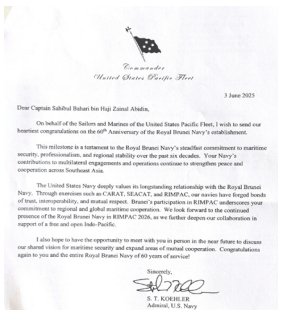 Commander
United States Pacific Fleet
3 June 2025
Dear Captain Sahibul Bahari bin Haji Zainal Abidin,
On behalf of the Sailors and Marines of the United States Pacific Fleet, I wish to send our
heartiest congratulations on the 60th Anniversary of the Royal Brunei Navy's establishment.
This milestone is a testament to the Royal Brunei Navy's steadfast commitment to maritime
security, professionalism, and regional stability over the past six decades. Your Navy's
contributions to multilateral engagements and operations continue to strengthen peace and
cooperation across Southeast Asia.
The United States Navy deeply values its longstanding relationship with the Royal Brunei
Navy. Through exercises such as CARAT, SEACAT, and RIMPAC, our navies have forged bonds
of trust, interoperability, and mutual respect. Brunei's participation in RIMPAC underscores your
commitment to regional and global maritime cooperation. We look forward to the continued
presence of the Royal Brunei Navy in RIMPAC 2026, as we further deepen our collaboration in
support of a free and open Indo-Pacific.
I also hope to have the opportunity to meet with you in person in the near future to discuss
our shared vision for maritime security and expand areas of mutual cooperation. Congratulations
again to you and the entire Royal Brunei Navy of 60 years of service!
Sincerely,
S. T. KOEHLER
Admiral, U.S. Navy